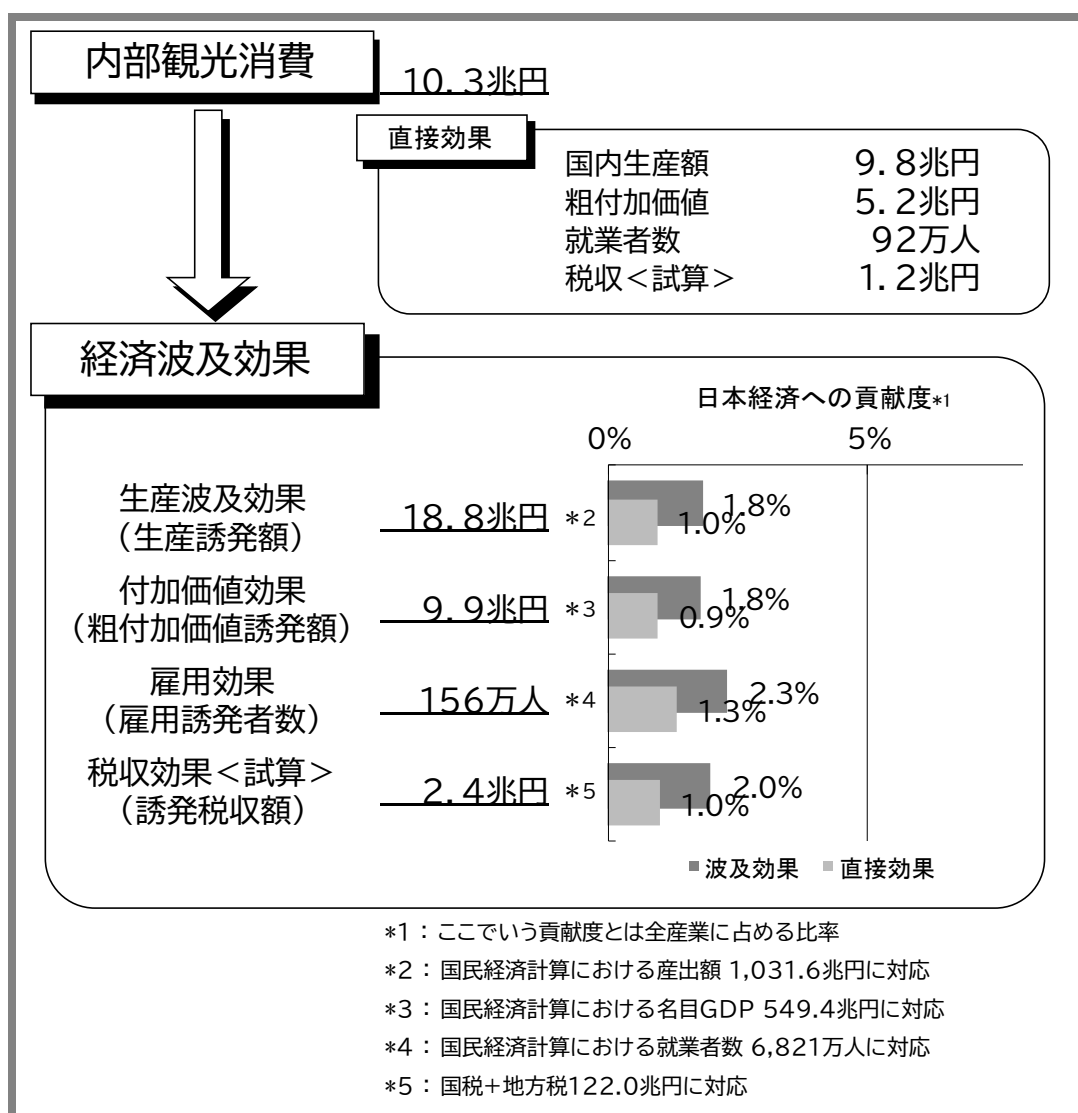 内部観光消費
10.3兆円
直接効果
国内生産額 9.8兆円
粗付加価値 5.2兆円
就業者数 92万人
税収＜試算＞ 1.2兆円
経済波及効果
日本経済への貢献度*1
0% 5%
生産波及効果
（生産誘発額）
18.8兆円 *2
1.8%
1.0%
付加価値効果
（粗付加価値誘発額）
9.9兆円 *3
1.8%
0.9%
雇用効果
（雇用誘発者数）
156万人 *4
2.3%
1.3%
税収効果＜試算＞
（誘発税収額）
2.4兆円 *5
2.0%
1.0%
波及効果 直接効果
*1：ここでいう貢献度とは全産業に占める比率
*2：国民経済計算における産出額 1,031.6兆円に対応
*3：国民経済計算における名目GDP 549.4兆円に対応
*4：国民経済計算における就業者数 6,821万人に対応
*5：国税＋地方税122.0兆円に対応